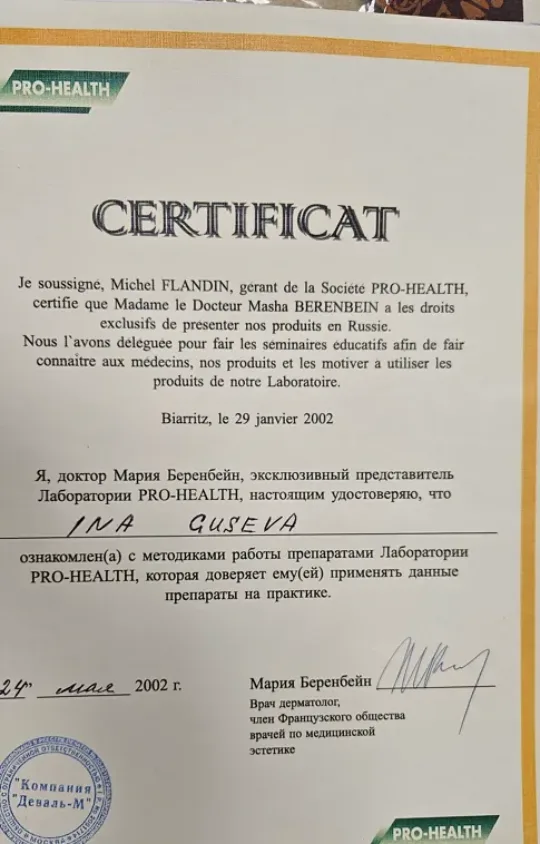 PRO-HEALTH
CERTIFICAT
Je soussigne, Michel FLANDIN, gerant de la Societe PRO-HEALTH,
certifie que Madame le Docteur Masha BERENBEIN a les droits
exclusifs de presenter nos produits en Russie.
Nous l`avons deleguee pour fair les seminaires educatifs afin de fair
connaître aux medecins, nos produits et les motiver a utiliser les
produits de notre Laboratoire.
Biarritz, le 29 janvier 2002
Я, доктор Мария Беренбейн, эксклюзивный представитель
Лаборатории PRO-HEALTH, настоящим удостоверяю, что
INA GUSEVA
ознакомлен(а) с методиками работы препаратами Лаборатории
PRO-HEALTH, которая доверяет ему(ей) применять данные
препараты на практике.
24 мая 2002 г.
Мария Беренбейн
Врач дерматолог,
член Французского общества
врачей по медицинской
эстетике
"Компания
"Деваль-М"
PRO-HEALTH